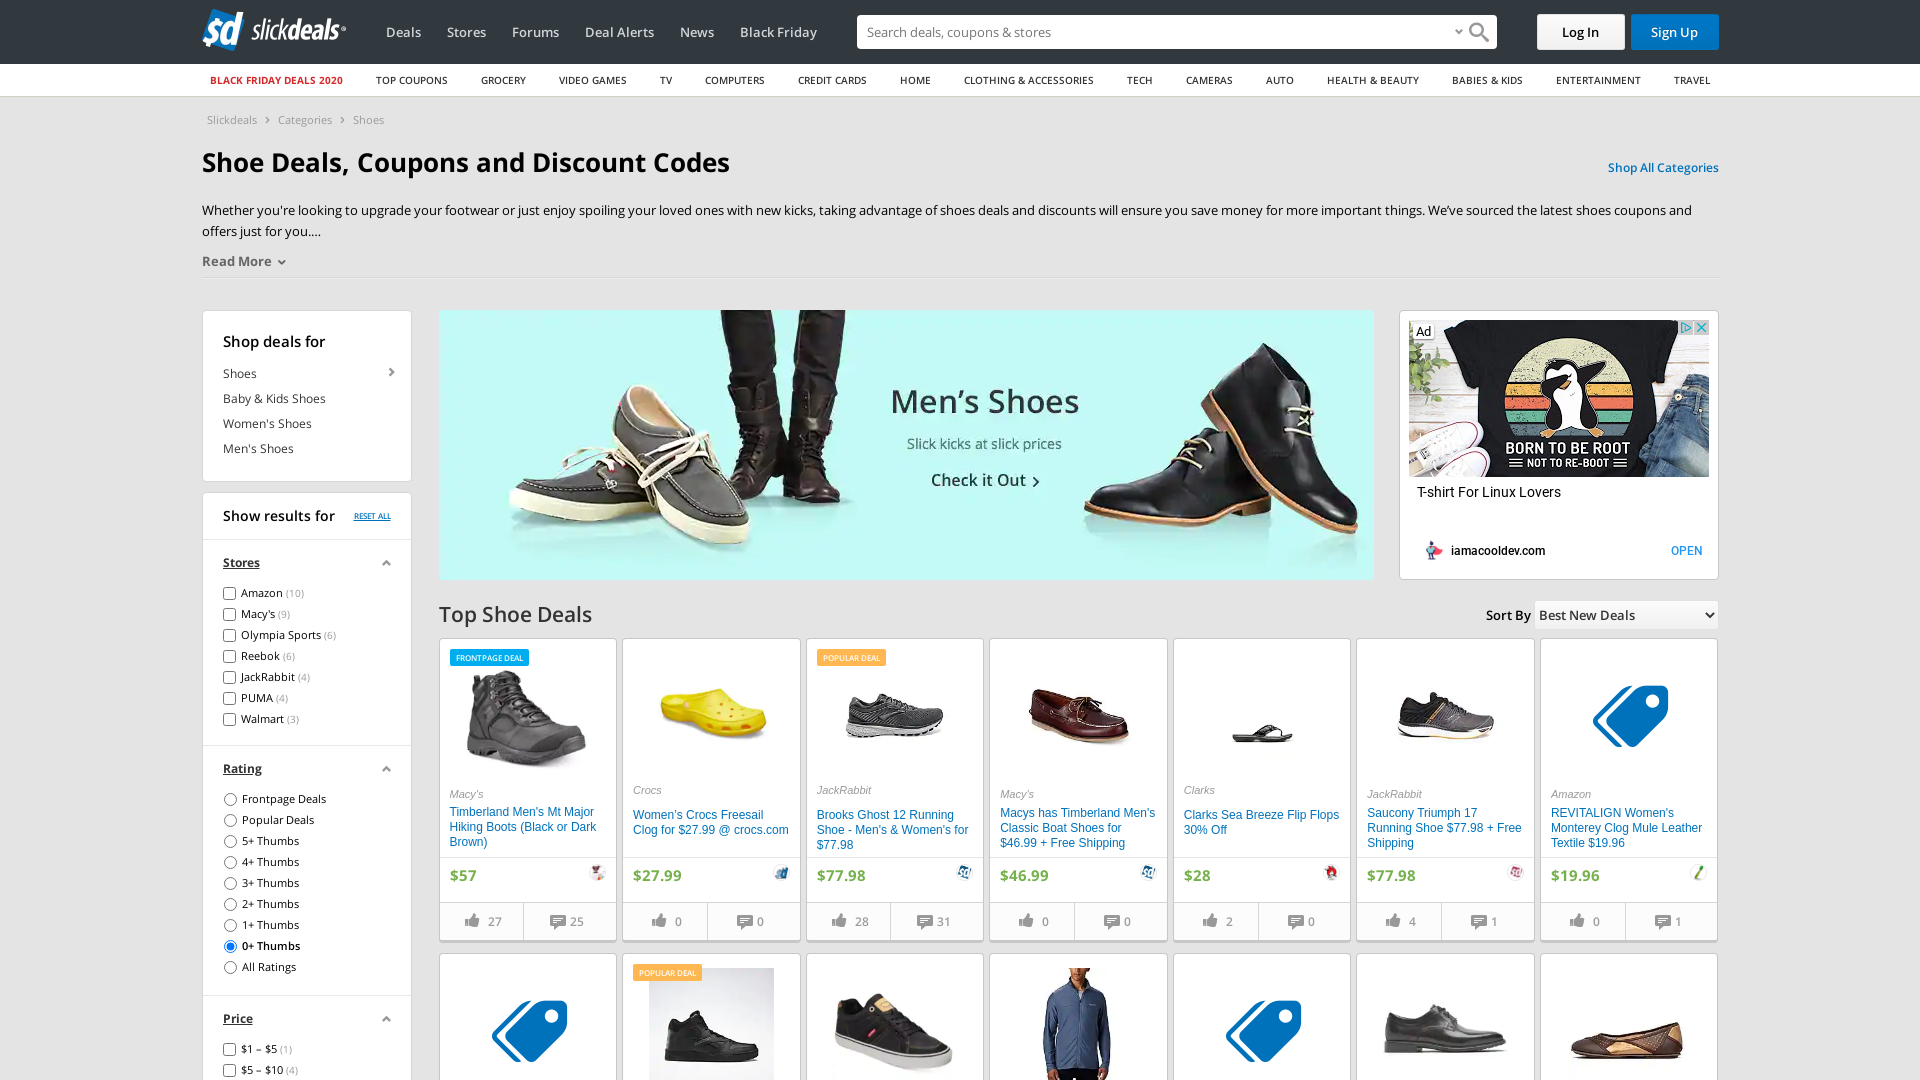 slickdeals
Deals
Stores
Forums
Deal Alerts
News
Black Friday
Search deals, coupons & stores
Log In
Sign Up
BLACK FRIDAY DEALS 2020
TOP COUPONS
GROCERY
VIDEO GAMES
TV
COMPUTERS
CREDIT CARDS
HOME
CLOTHING & ACCESSORIES
TECH
CAMERAS
AUTO
HEALTH & BEAUTY
BABIES & KIDS
ENTERTAINMENT
TRAVEL
Slickdeals > Categories > Shoes
Shoe Deals, Coupons and Discount Codes
Shop All Categories
Whether you're looking to upgrade your footwear or just enjoy spoiling your loved ones with new kicks, taking advantage of shoes deals and discounts will ensure you save money for more important things. We’ve sourced the latest shoes coupons and
offers just for you....
Read More
Shop deals for
Shoes
Baby & Kids Shoes
Women's Shoes
Men's Shoes
Show results for
RESET ALL
Stores
Amazon (10)
Macy's (9)
Olympia Sports (6)
Reebok (6)
JackRabbit (4)
PUMA (4)
Walmart (3)
Rating
Frontpage Deals
Popular Deals
5+ Thumbs
4+ Thumbs
3+ Thumbs
2+ Thumbs
1+ Thumbs
0+ Thumbs
All Ratings
Price
$1 – $5 (1)
$5 – $10 (4)
Men’s Shoes
Slick kicks at slick prices
Check it Out >
Ad
BORN TO BE ROOT
NOT TO RE-BOOT
T-shirt For Linux Lovers
iamacooldev.com
OPEN
Top Shoe Deals
Sort By
Best New Deals
FRONTPAGE DEAL
Macy's
Timberland Men's Mt Major
Hiking Boots (Black or Dark
Brown)
$57
27
25
Crocs
Women’s Crocs Freesail
Clog for $27.99 @ crocs.com
$27.99
0
0
POPULAR DEAL
JackRabbit
Brooks Ghost 12 Running
Shoe - Men's & Women's for
$77.98
$77.98
28
31
Macy's
Macys has Timberland Men's
Classic Boat Shoes for
$46.99 + Free Shipping
$46.99
0
0
Clarks
Clarks Sea Breeze Flip Flops
30% Off
$28
2
0
JackRabbit
Saucony Triumph 17
Running Shoe $77.98 + Free
Shipping
$77.98
4
1
Amazon
REVITALIGN Women's
Monterey Clog Mule Leather
Textile $19.96
$19.96
0
1
POPULAR DEAL